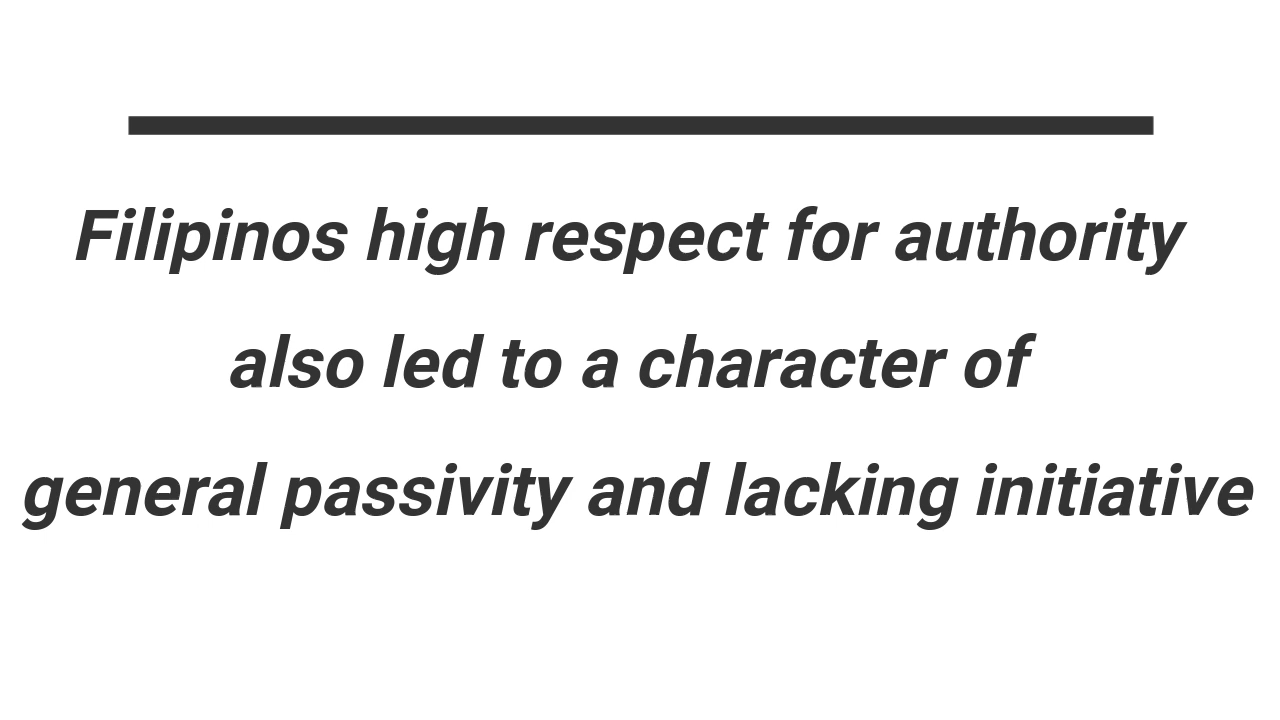 Filipinos high respect for authority
also led to a character of
general passivity and lacking initiative